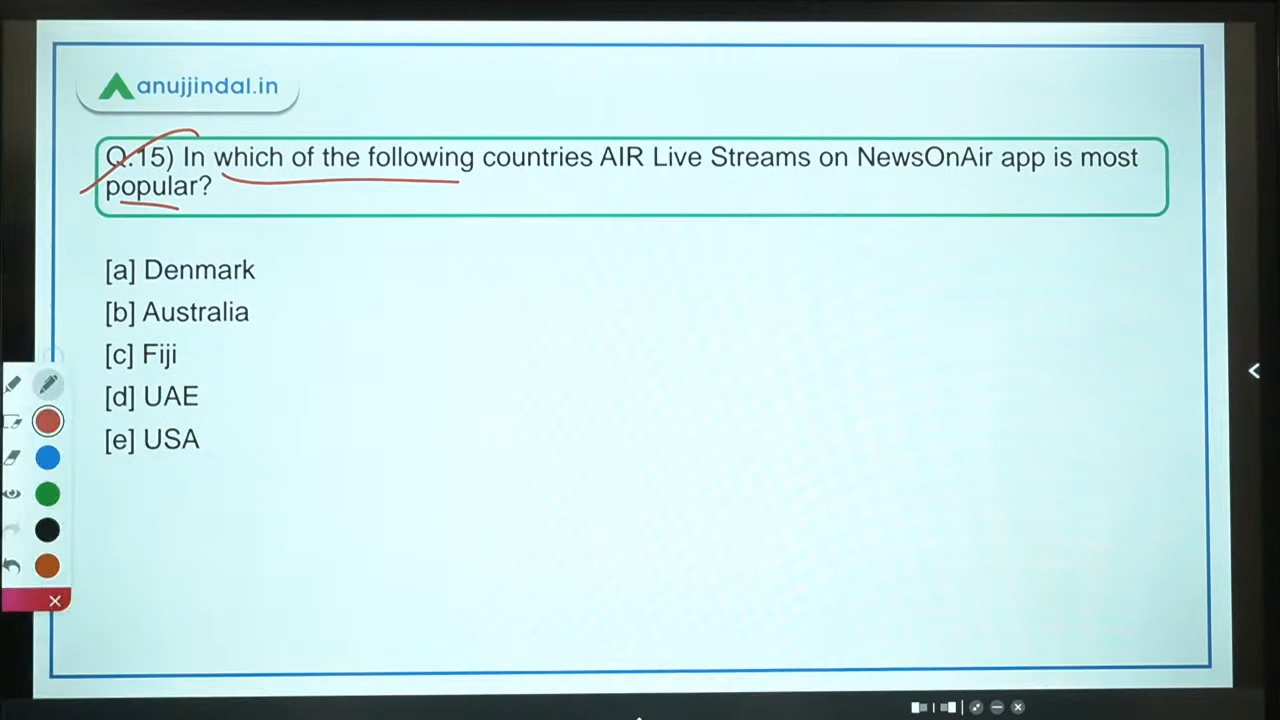 anujjindal.in
Q.15) In which of the following countries AIR Live Streams on NewsOnAir app is most
popular?
[a] Denmark
[b] Australia
[c] Fiji
[d] UAE
[e] USA